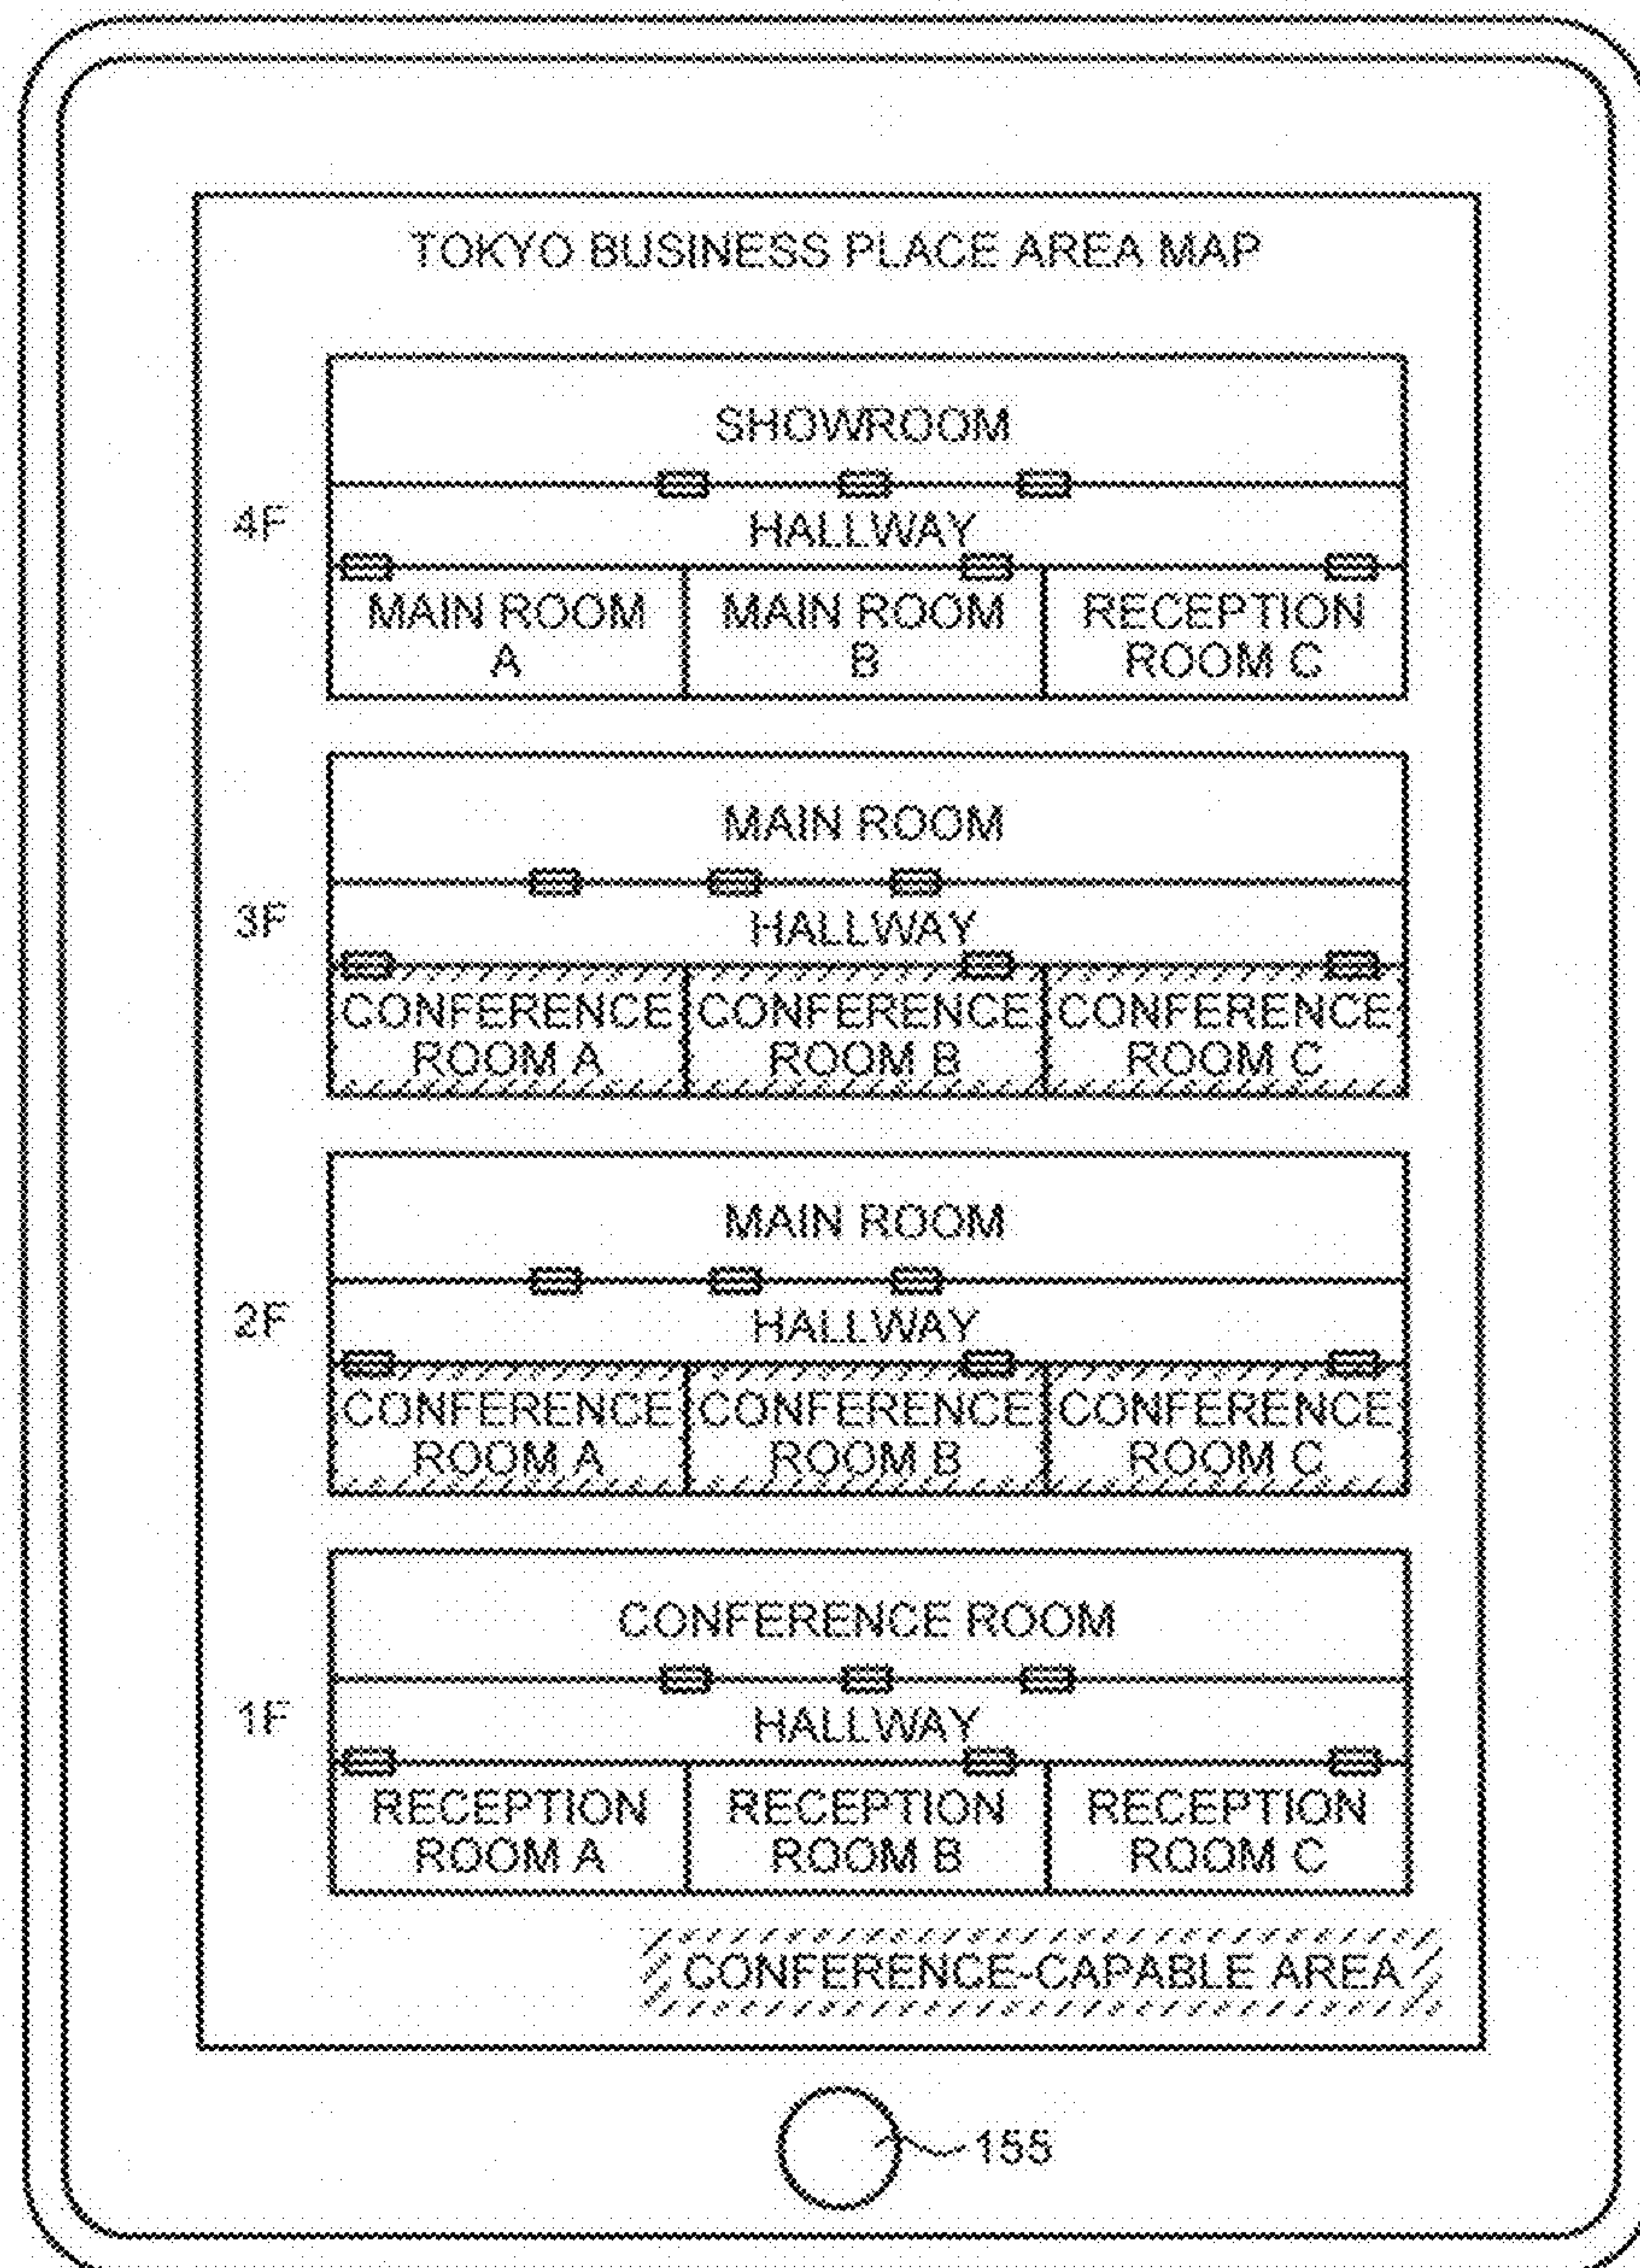 TOKYO BUSINESS PLACE AREA MAP
SHOWROOM
4F
HALLWAY
MAIN ROOM
A
MAIN ROOM
B
RECEPTION
ROOM C
MAIN ROOM
3F
HALLWAY
CONFERENCE
ROOM A
CONFERENCE
ROOM B
CONFERENCE
ROOM C
MAIN ROOM
2F
HALLWAY
CONFERENCE
ROOM A
CONFERENCE
ROOM B
CONFERENCE
ROOM C
CONFERENCE ROOM
1F
HALLWAY
RECEPTION
ROOM A
RECEPTION
ROOM B
RECEPTION
ROOM C
CONFERENCE-CAPABLE AREA
155